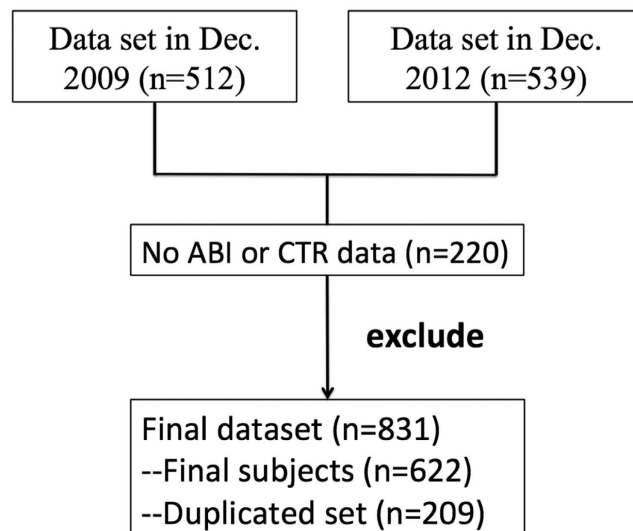 Data set in Dec.
2009 (n=512)
Data set in Dec.
2012 (n=539)
No ABI or CTR data (n=220)
exclude
Final dataset (n=831)
--Final subjects (n=622)
--Duplicated set (n=209)